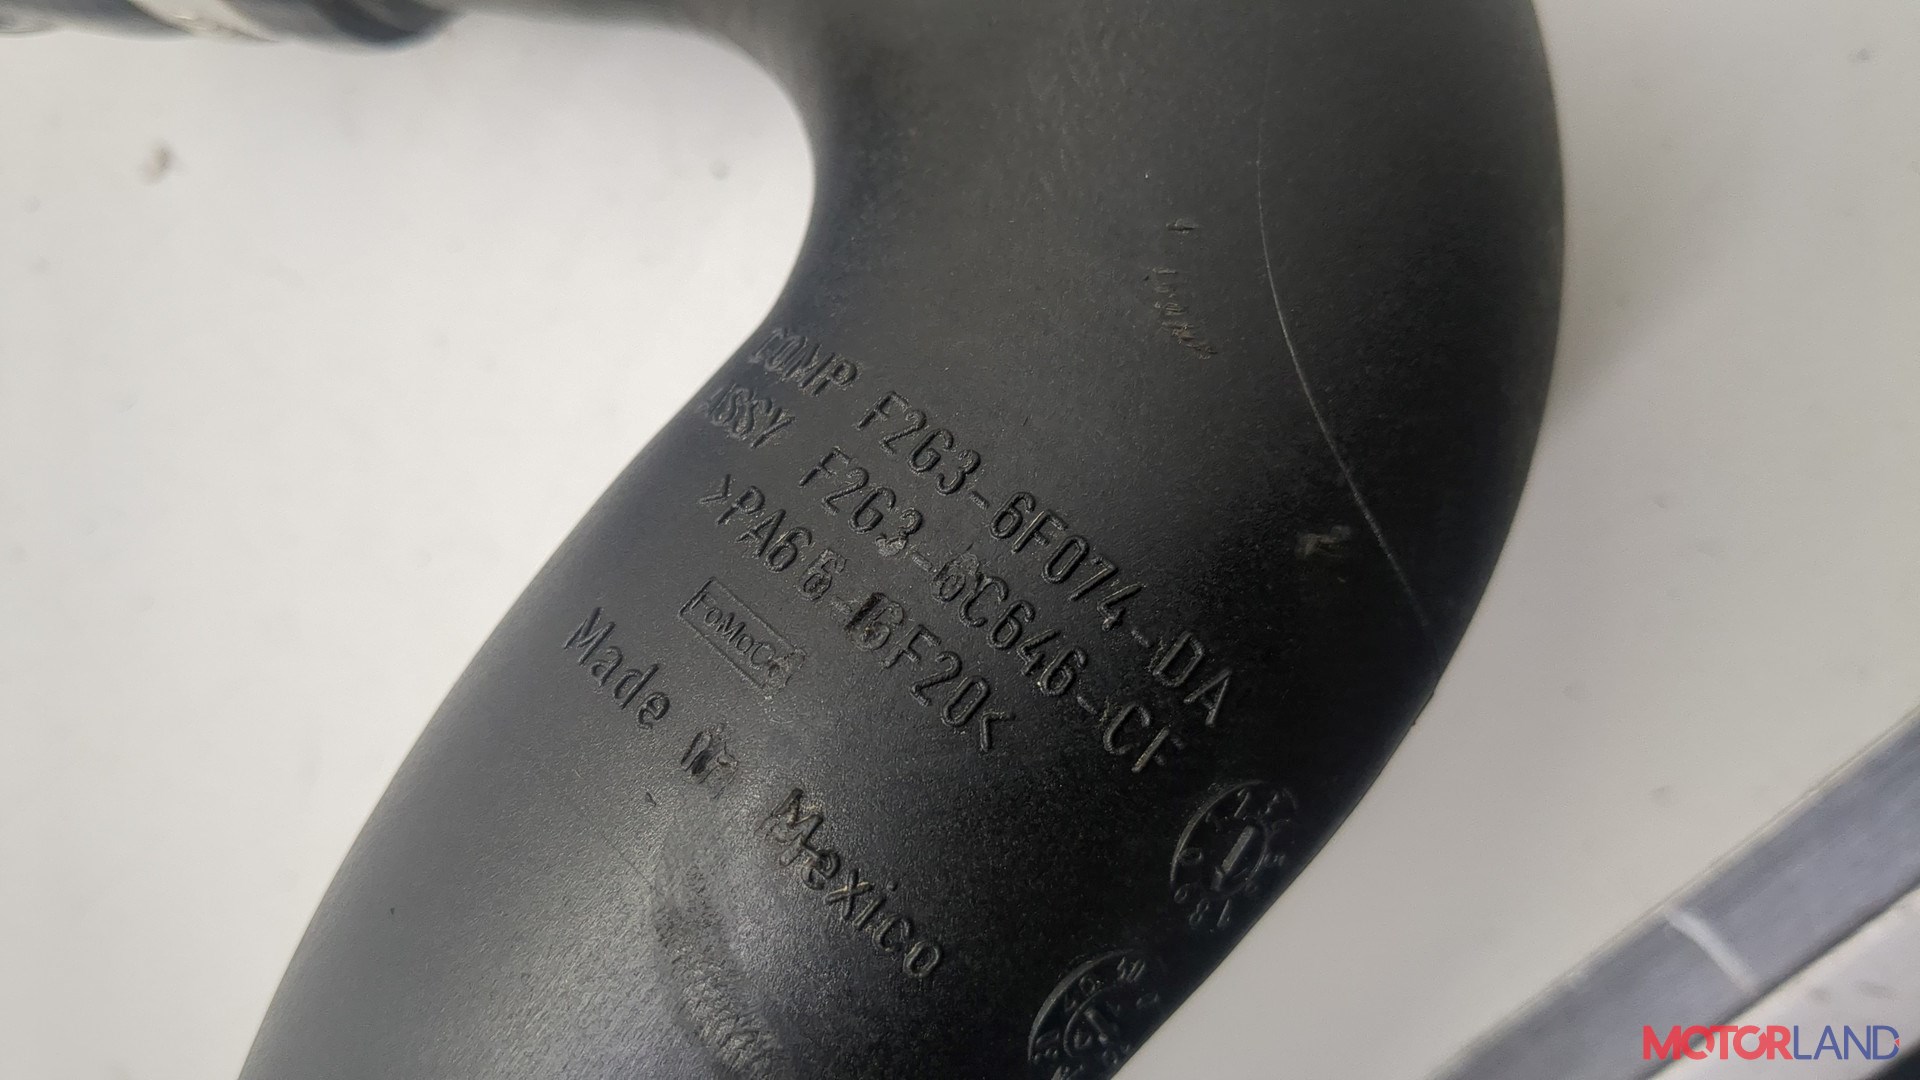 COMP F2G3-6F074-DA
ASSY F2G3-6C646-CF
>PA66-GF20<
FoMoCo
Made in Mexico
MOTORLAND